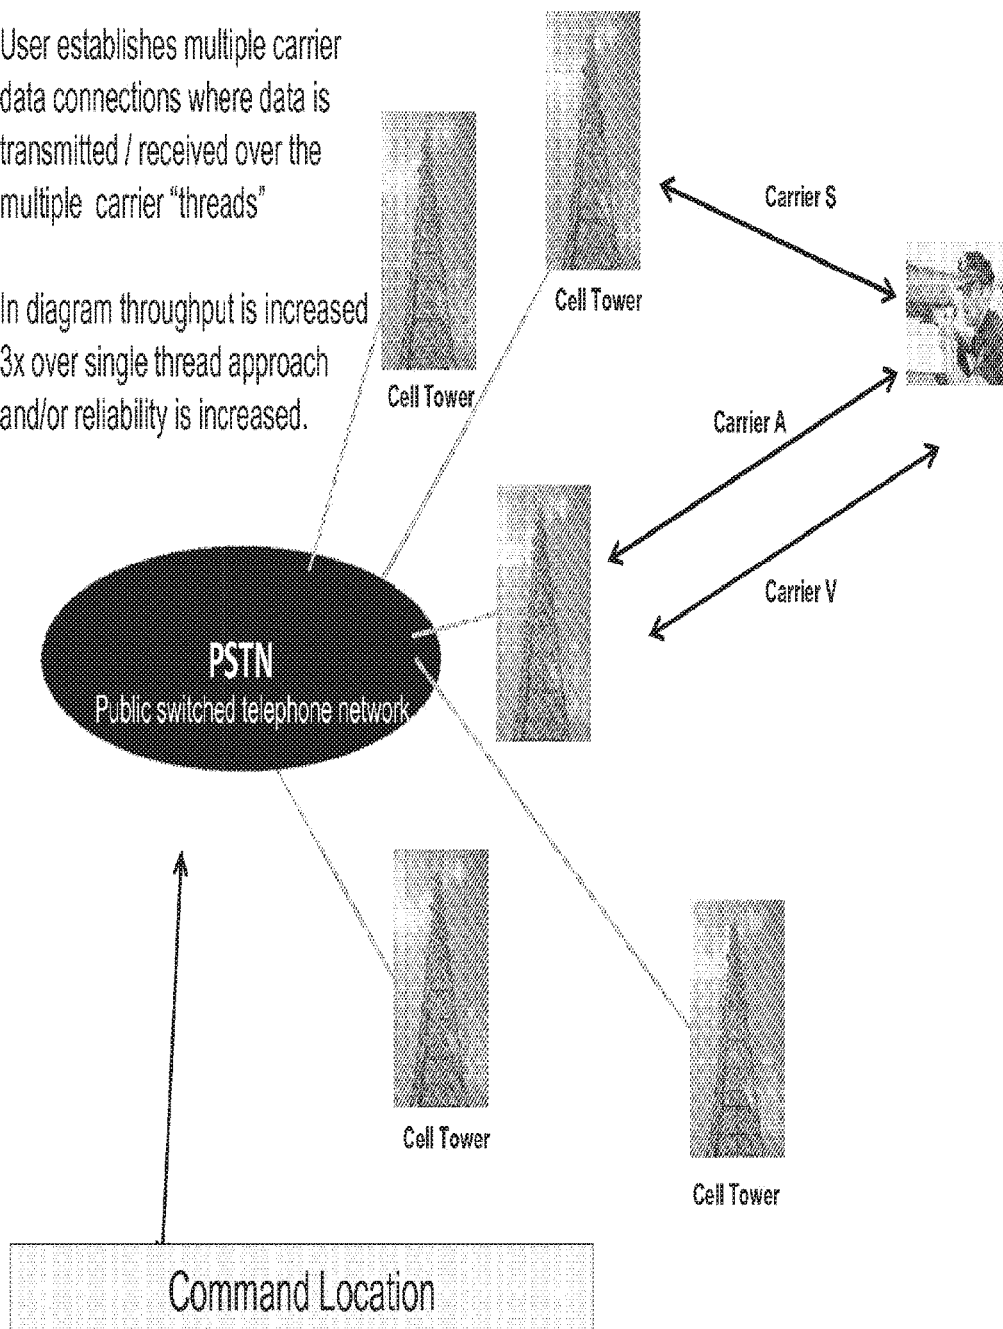 User establishes multiple carrier
data connections where data is
transmitted / received over the
multiple carrier “threads”
In diagram throughput is increased
3x over single thread approach
and/or reliability is increased.
Carrier S
Cell Tower
Cell Tower
Carrier A
Carrier V
PSTN
Public switched telephone network
Cell Tower
Cell Tower
Command Location